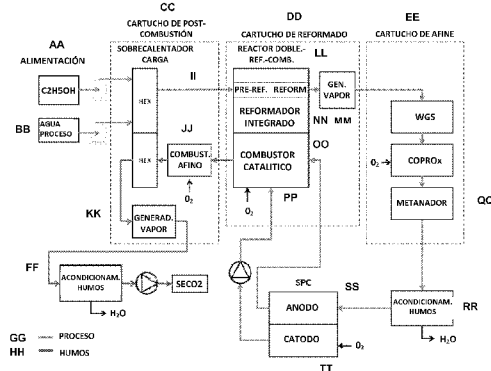 CC
CARTUCHO DE POST-
COMBUSTIÓN
DD
CARTUCHO DE REFORMADO
EE
CARTUCHO DE AFINE
AA
ALIMENTACIÓN
SOBRECALENTADOR
CARGA
REACTOR DOBLE.-
REF.-COMB.
LL
II
C2H5OH
HEX
PRE-REF.
REFORM
GEN.
VAPOR
BB
AGUA
PROCESO
REFORMADOR
INTEGRADO
NN
MM
WGS
JJ
OO
HEX
COMBUST.
AFINO
COMBUSTOR
CATALITICO
O₂
COPROx
O₂
O₂
PP
METANADOR
QQ
KK
GENERAD.
VAPOR
FF
ACONDICIONAM.
HUMOS
SECO2
H₂O
SPC
SS
ANODO
ACONDICIONAM.
HUMOS
RR
CATODO
O₂
H₂O
TT
GG
PROCESO
HH
HUMOS